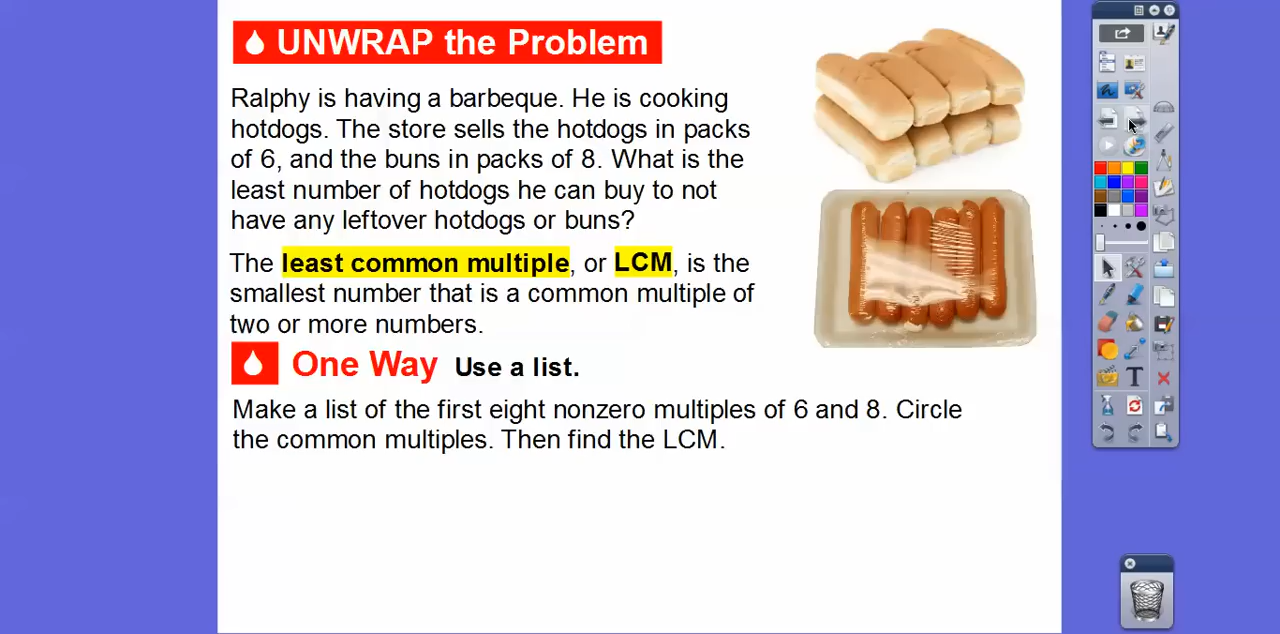 UNWRAP the Problem
Ralphy is having a barbeque. He is cooking
hotdogs. The store sells the hotdogs in packs
of 6, and the buns in packs of 8. What is the
least number of hotdogs he can buy to not
have any leftover hotdogs or buns?
The least common multiple, or LCM, is the
smallest number that is a common multiple of
two or more numbers.
One Way Use a list.
Make a list of the first eight nonzero multiples of 6 and 8. Circle
the common multiples. Then find the LCM.